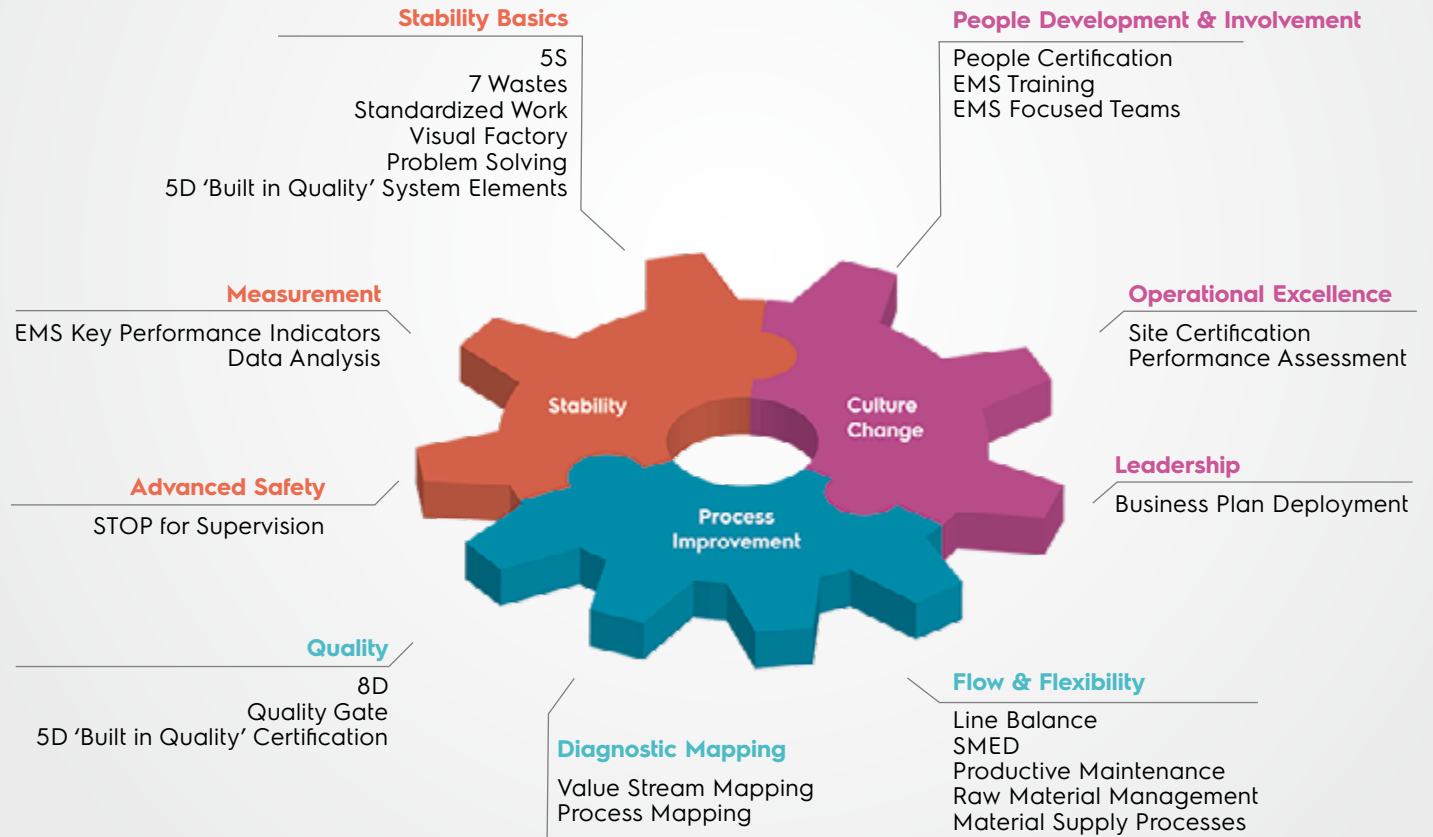 Stability Basics
5S
7 Wastes
Standardized Work
Visual Factory
Problem Solving
5D ‘Built in Quality’ System Elements
People Development & Involvement
People Certification
EMS Training
EMS Focused Teams
Measurement
EMS Key Performance Indicators
Data Analysis
Operational Excellence
Site Certification
Performance Assessment
Stability
Culture
Change
Advanced Safety
STOP for Supervision
Leadership
Business Plan Deployment
Process
Improvement
Quality
8D
Quality Gate
5D ‘Built in Quality’ Certification
Diagnostic Mapping
Value Stream Mapping
Process Mapping
Flow & Flexibility
Line Balance
SMED
Productive Maintenance
Raw Material Management
Material Supply Processes